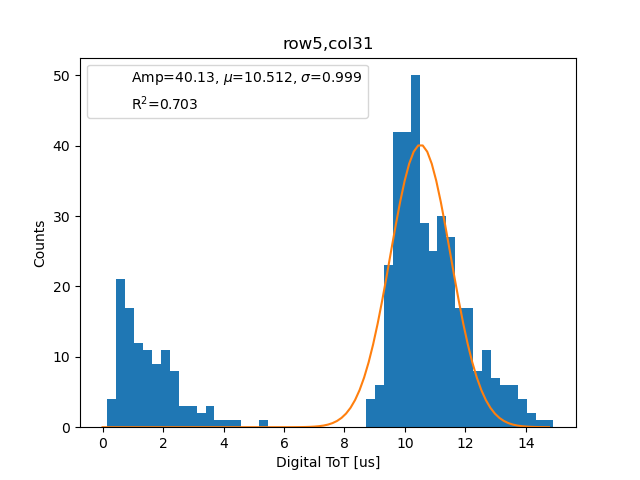 row5,col31
Amp=40.13, μ=10.512, σ=0.999
R²=0.703
50
40
30
20
10
0
Counts
0 2 4 6 8 10 12 14
Digital ToT [us]